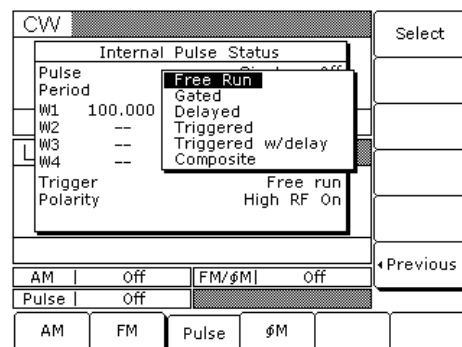 CW
Select
Internal Pulse Status
Pulse
Period
Free Run
Gated
Delayed
Triggered
Triggered w/delay
Composite
W1 100.000
W2 --
W3 --
W4 --
Trigger Free run
Polarity High RF On
◂Previous
AM | Off FM/ϕM| Off
Pulse | Off
AM FM Pulse ϕM